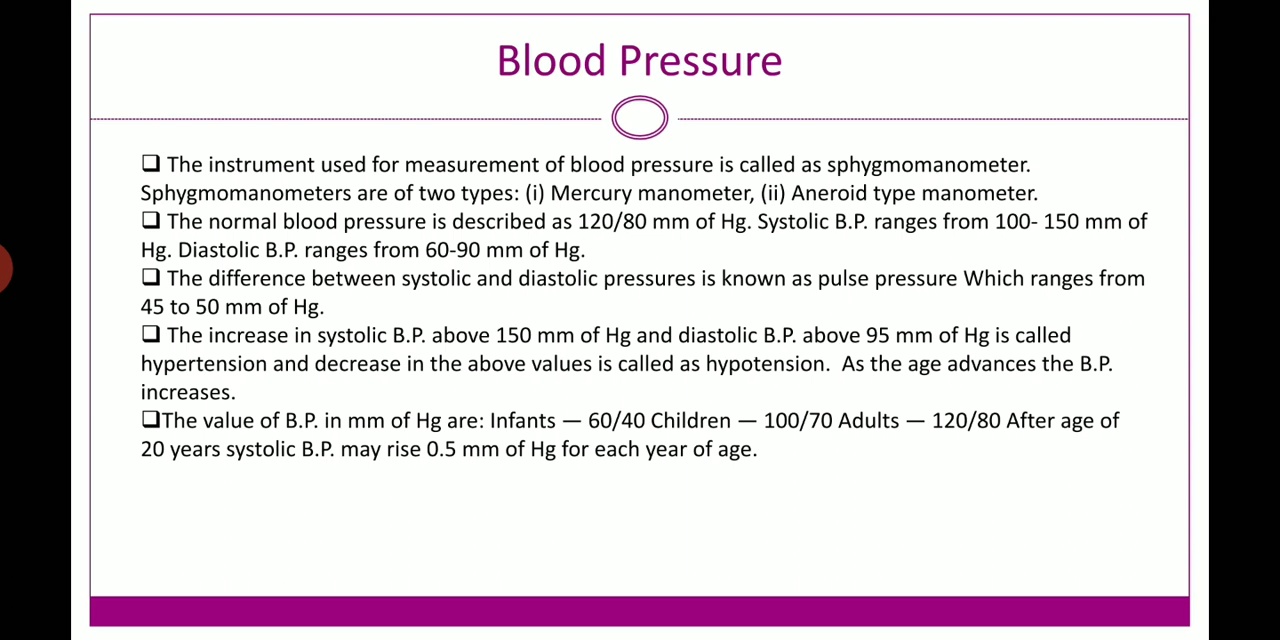 Blood Pressure
❑ The instrument used for measurement of blood pressure is called as sphygmomanometer.
Sphygmomanometers are of two types: (i) Mercury manometer, (ii) Aneroid type manometer.
❑ The normal blood pressure is described as 120/80 mm of Hg. Systolic B.P. ranges from 100- 150 mm of
Hg. Diastolic B.P. ranges from 60-90 mm of Hg.
❑ The difference between systolic and diastolic pressures is known as pulse pressure Which ranges from
45 to 50 mm of Hg.
❑ The increase in systolic B.P. above 150 mm of Hg and diastolic B.P. above 95 mm of Hg is called
hypertension and decrease in the above values is called as hypotension.  As the age advances the B.P.
increases.
❑The value of B.P. in mm of Hg are: Infants — 60/40 Children — 100/70 Adults — 120/80 After age of
20 years systolic B.P. may rise 0.5 mm of Hg for each year of age.